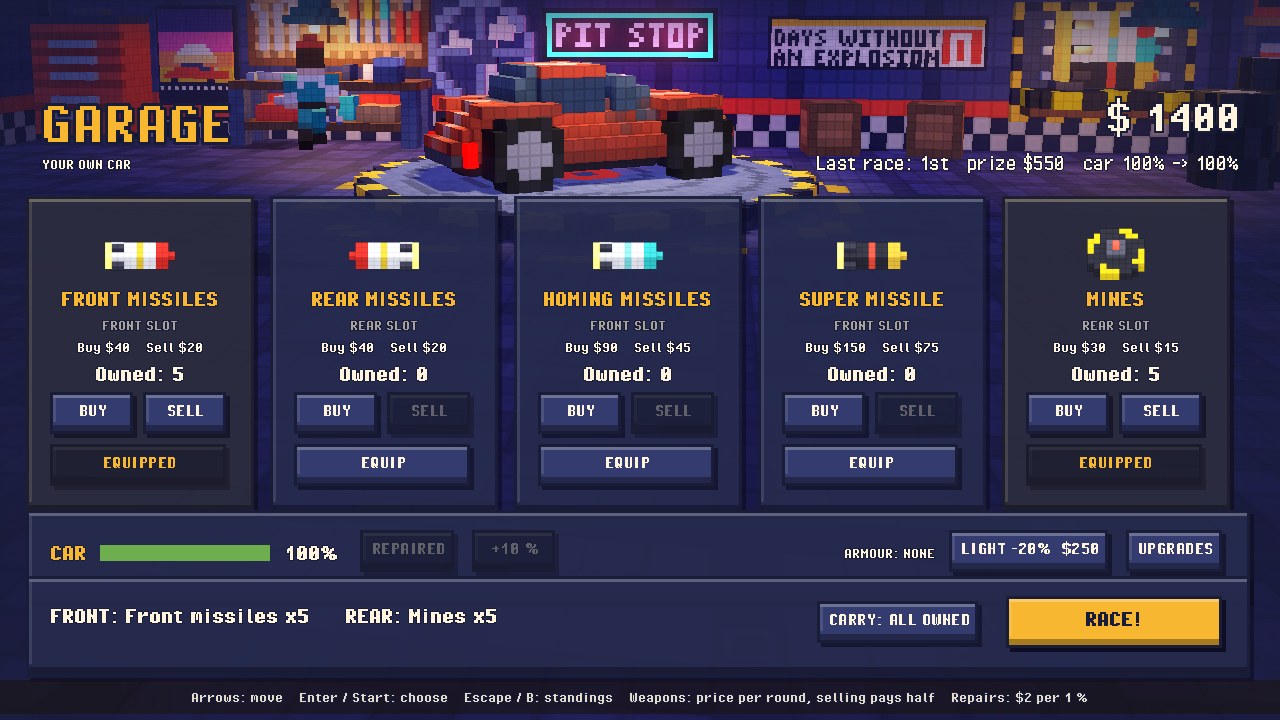 PIT STOP
DAYS WITHOUT
AN EXPLOSION
GARAGE
$ 1400
YOUR OWN CAR
Last race: 1st prize $550 car 100% -> 100%
FRONT MISSILES
FRONT SLOT
Buy $40 Sell $20
Owned: 5
BUY SELL
EQUIPPED
REAR MISSILES
REAR SLOT
Buy $40 Sell $20
Owned: 0
BUY SELL
EQUIP
HOMING MISSILES
FRONT SLOT
Buy $90 Sell $45
Owned: 0
BUY SELL
EQUIP
SUPER MISSILE
FRONT SLOT
Buy $150 Sell $75
Owned: 0
BUY SELL
EQUIP
MINES
REAR SLOT
Buy $30 Sell $15
Owned: 5
BUY SELL
EQUIPPED
CAR 100% REPAIRED +10 % ARMOUR: NONE LIGHT -20% $250 UPGRADES
FRONT: Front missiles x5 REAR: Mines x5 CARRY: ALL OWNED RACE!
Arrows: move Enter / Start: choose Escape / B: standings Weapons: price per round, selling pays half Repairs: $2 per 1 %